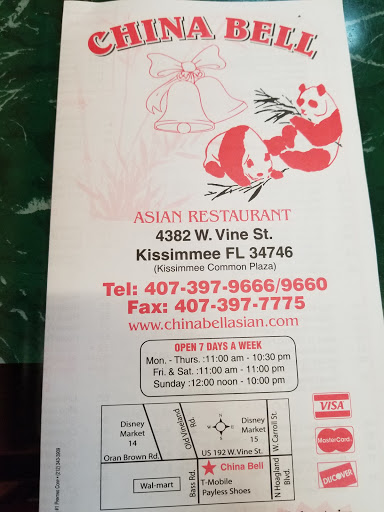 CHINA BELL
ASIAN RESTAURANT
4382 W. Vine St.
Kissimmee FL 34746
(Kissimmee Common Plaza)
Tel: 407-397-9666/9660
Fax: 407-397-7775
www.chinabellasian.com
OPEN 7 DAYS A WEEK
Mon. - Thurs. :11:00 am - 10:30 pm
Fri. & Sat. :11:00 am - 11:00 pm
Sunday :12:00 noon - 10:00 pm
Disney
Market
14
Old Vineland
Rd.
Disney
Market
15
W. Carroll St.
Oran Brown Rd.
US 192 W. Vine St.
Wal-mart
Bass Rd.
China Bell
T-Mobile
Payless Shoes
N Hoagland
Blvd.
VISA
MasterCard
DISCOVER